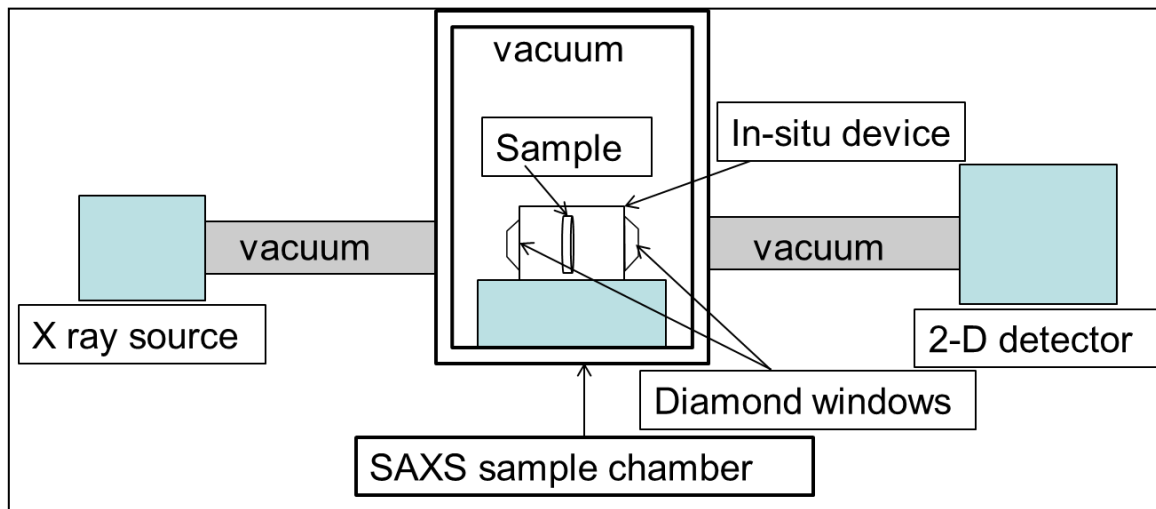 vacuum
Sample
In-situ device
vacuum
vacuum
X ray source
2-D detector
Diamond windows
SAXS sample chamber